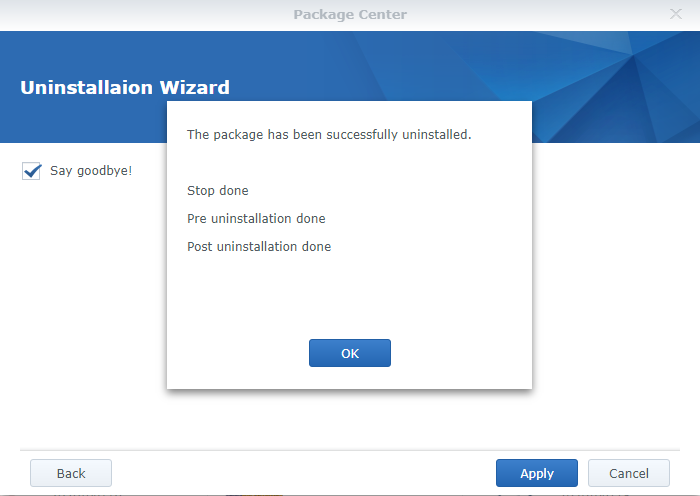 Package Center
Uninstallaion Wizard
The package has been successfully uninstalled.
Say goodbye!
Stop done
Pre uninstallation done
Post uninstallation done
OK
Back
Apply
Cancel